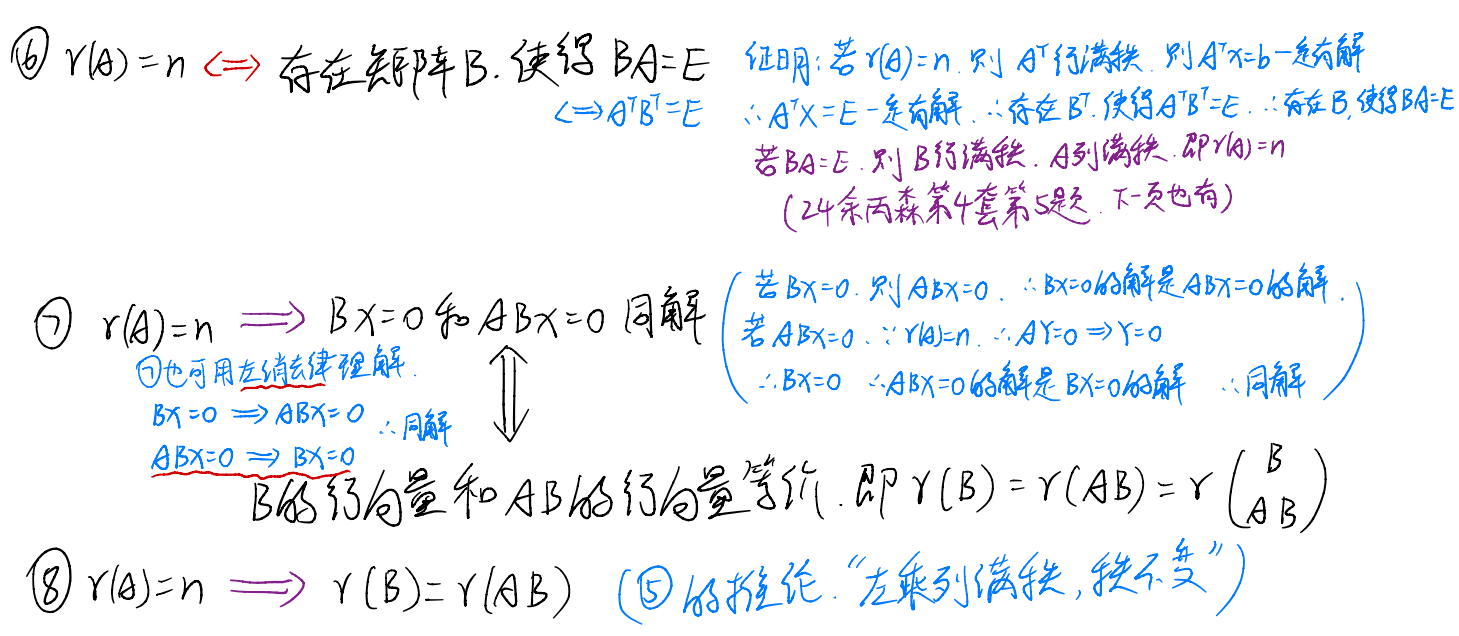 ⑥ r(A)=n ⟺ 存在矩阵B.使得 BA=E
⟺AᵀBᵀ=E
证明:若r(A)=n.则 Aᵀ行满秩.则AᵀX=b一定有解
∴AᵀX=E一定有解.∴存在Bᵀ.使得AᵀBᵀ=E.∴存在B,使得BA=E
若BA=E.则B行满秩.A列满秩.即r(A)=n
(24余丙森第4套第5题.下一页也有)
⑦ r(A)=n ⟹ BX=0和ABX=0同解
(若BX=0.则ABX=0.∴BX=0的解是ABX=0的解.
若ABX=0.∵r(A)=n.∴AY=0⟹Y=0
∴BX=0 ∴ABX=0的解是BX=0的解 ∴同解)
⑦也可用左消去律理解.
BX=0 ⟹ABX=0
∴同解
ABX=0 ⟹ BX=0
⇕
B的行向量和AB的行向量等价.即r(B)=r(AB)=r(B
AB)
⑧ r(A)=n ⟹ r(B)=r(AB) (⑤的推论.“左乘列满秩,秩不变”)